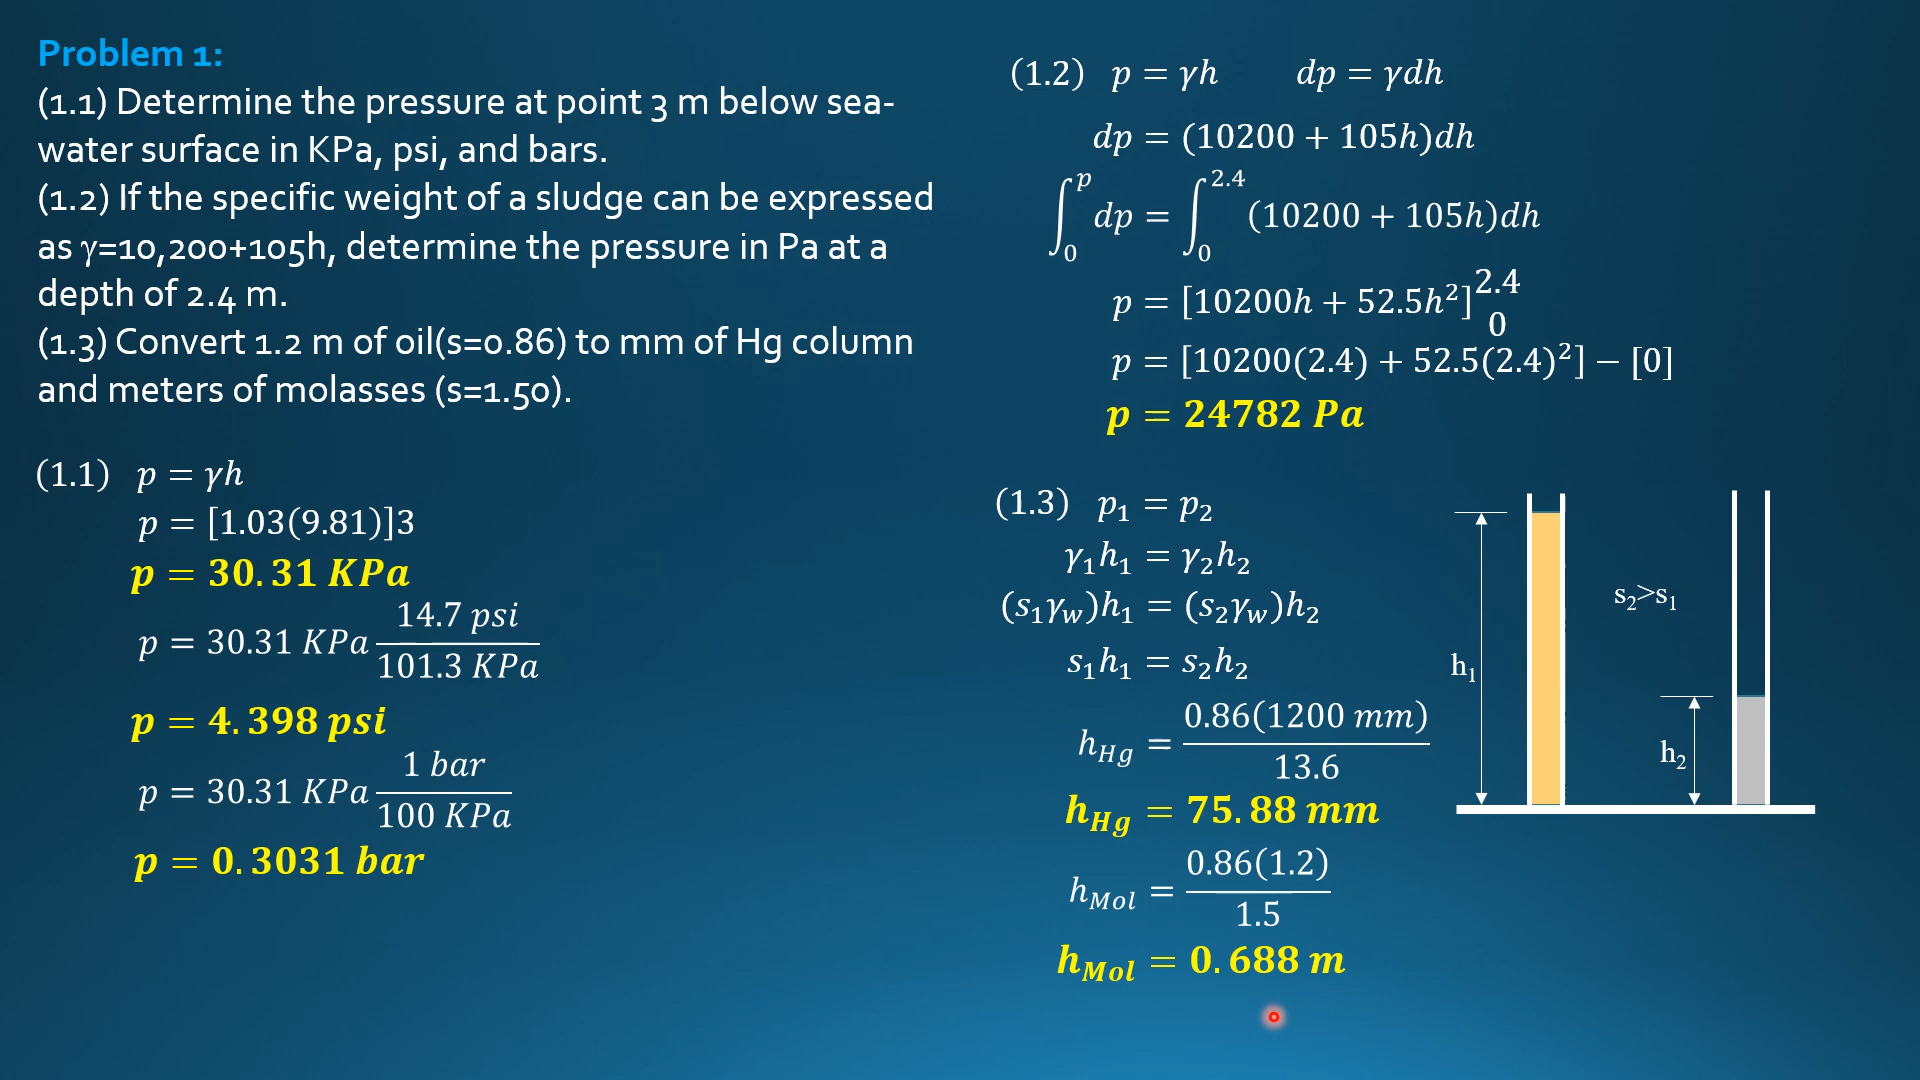 Problem 1:
(1.1) Determine the pressure at point 3 m below sea-
water surface in KPa, psi, and bars.
(1.2) If the specific weight of a sludge can be expressed
as γ=10,200+105h, determine the pressure in Pa at a
depth of 2.4 m.
(1.3) Convert 1.2 m of oil(s=0.86) to mm of Hg column
and meters of molasses (s=1.50).
(1.1) p = γh
p = [1.03(9.81)]3
p = 30.31 KPa
p = 30.31 KPa 14.7 psi / 101.3 KPa
p = 4.398 psi
p = 30.31 KPa 1 bar / 100 KPa
p = 0.3031 bar
(1.2) p = γh dp = γdh
dp = (10200 + 105h)dh
∫₀^p dp = ∫₀^2.4 (10200 + 105h)dh
p = [10200h + 52.5h²] 2.4 0
p = [10200(2.4) + 52.5(2.4)²] − [0]
p = 24782 Pa
(1.3) p₁ = p₂
γ₁h₁ = γ₂h₂
(s₁γ_w)h₁ = (s₂γ_w)h₂
s₁h₁ = s₂h₂
h_Hg = 0.86(1200 mm) / 13.6
h_Hg = 75.88 mm
h_Mol = 0.86(1.2) / 1.5
h_Mol = 0.688 m
s₂>s₁
h₁
h₂